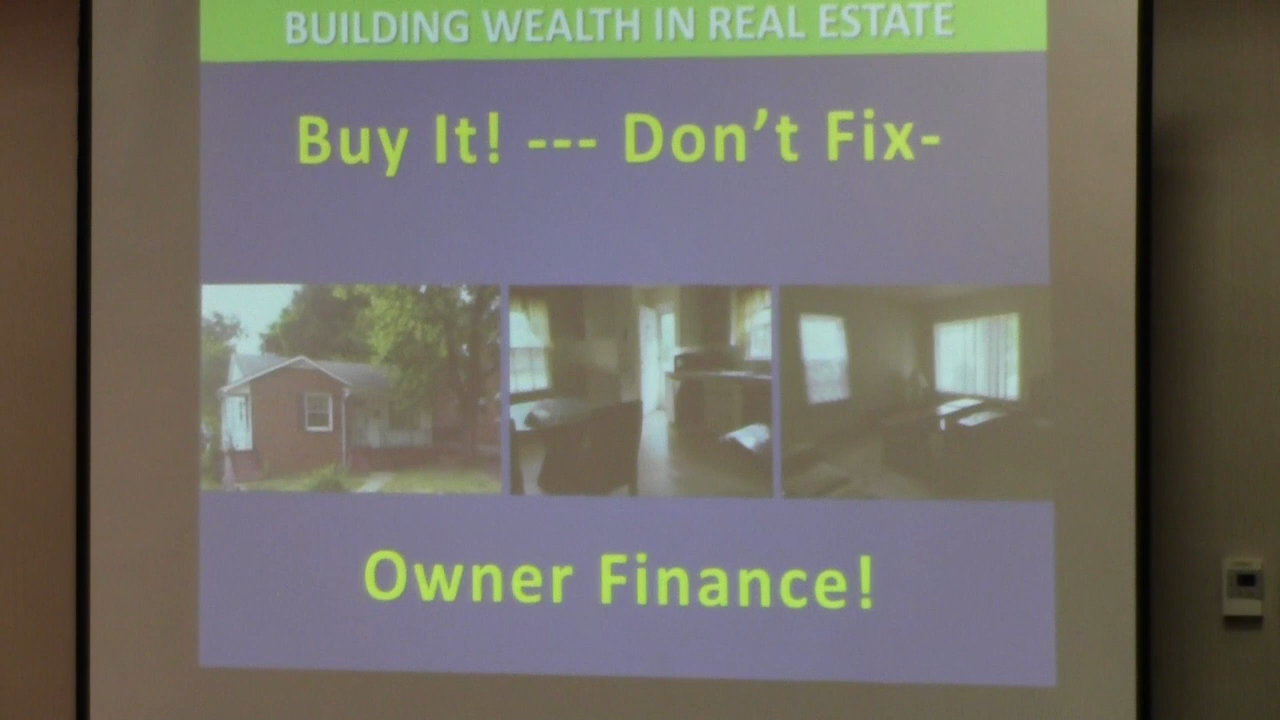 BUILDING WEALTH IN REAL ESTATE
Buy It! --- Don't Fix-
Owner Finance!